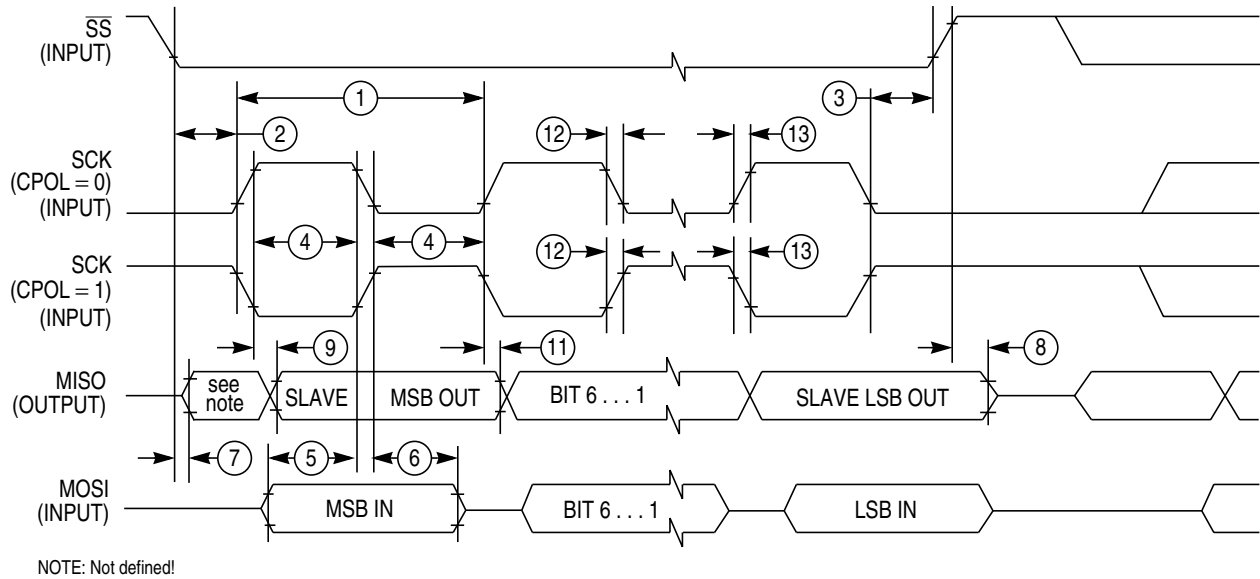 SS
(INPUT)
1
3
2
12
13
SCK
(CPOL = 0)
(INPUT)
4
4
SCK
(CPOL = 1)
(INPUT)
12
13
9
11
8
MISO
(OUTPUT)
see
note
SLAVE
MSB OUT
BIT 6 . . . 1
SLAVE LSB OUT
7
5
6
MOSI
(INPUT)
MSB IN
BIT 6 . . . 1
LSB IN
NOTE: Not defined!